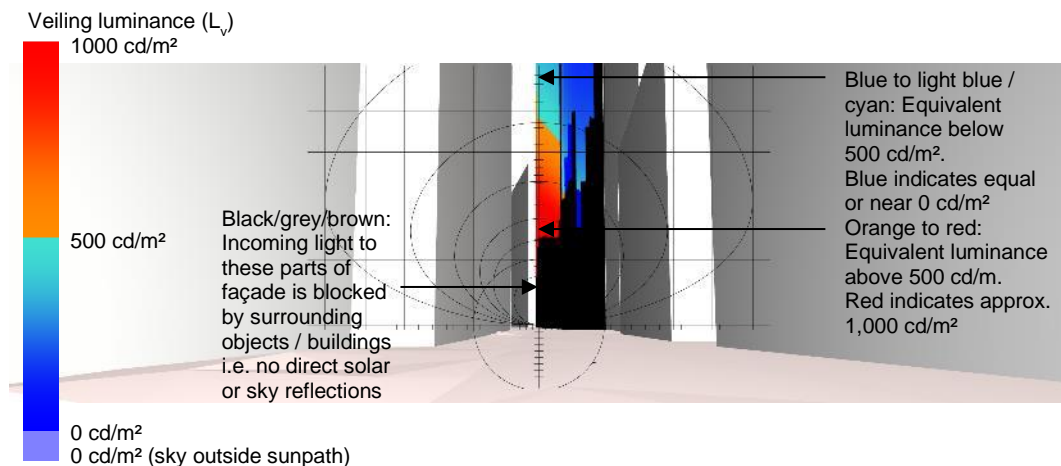 Veiling luminance (Lv)
1000 cd/m²
500 cd/m²
0 cd/m²
0 cd/m² (sky outside sunpath)
Black/grey/brown:
Incoming light to
these parts of
façade is blocked
by surrounding
objects / buildings
i.e. no direct solar
or sky reflections
Blue to light blue /
cyan: Equivalent
luminance below
500 cd/m².
Blue indicates equal
or near 0 cd/m²
Orange to red:
Equivalent luminance
above 500 cd/m.
Red indicates approx.
1,000 cd/m²